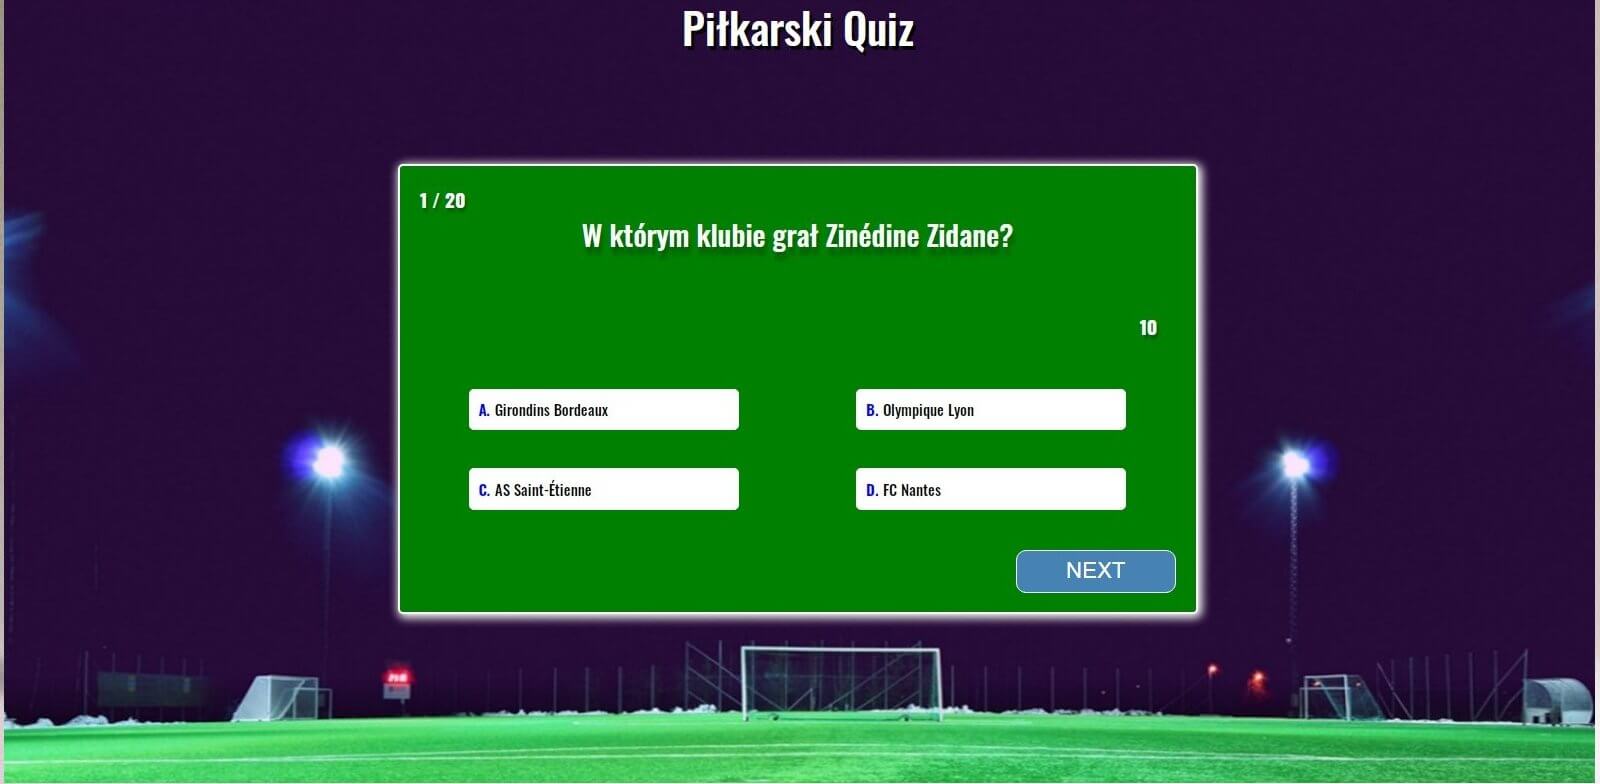 Piłkarski Quiz
1 / 20
W którym klubie grał Zinédine Zidane?
10
A. Girondins Bordeaux
B. Olympique Lyon
C. AS Saint-Étienne
D. FC Nantes
NEXT